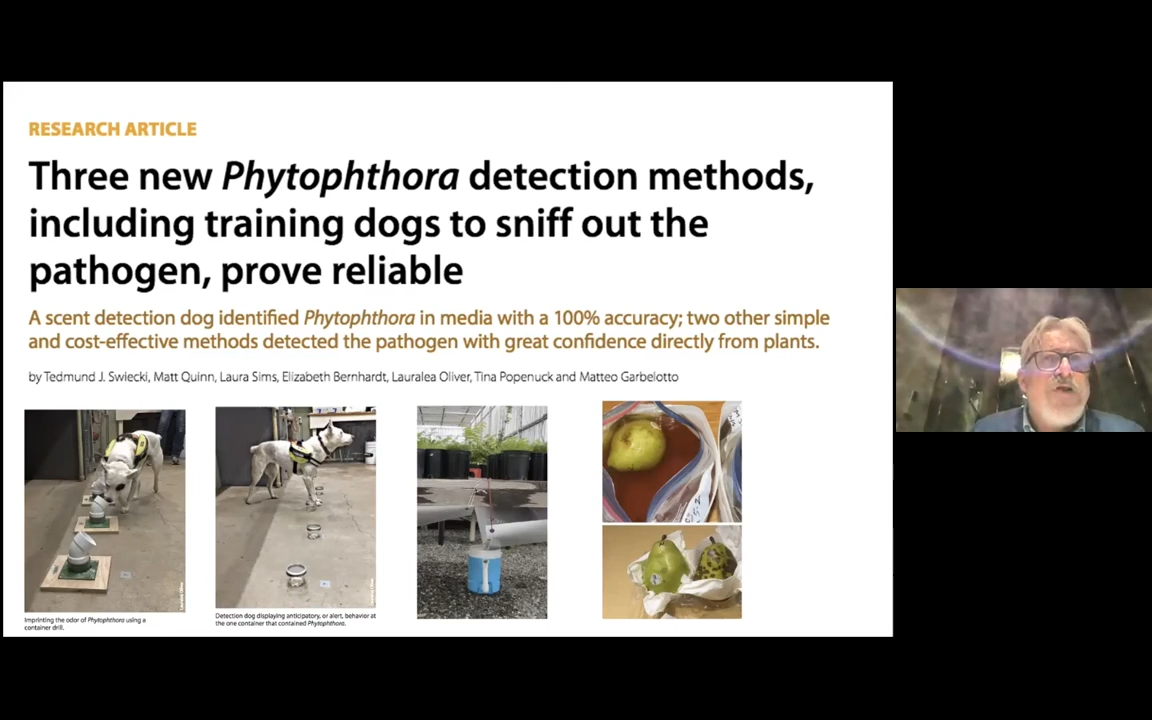 RESEARCH ARTICLE
Three new Phytophthora detection methods,
including training dogs to sniff out the
pathogen, prove reliable
A scent detection dog identified Phytophthora in media with a 100% accuracy; two other simple
and cost-effective methods detected the pathogen with great confidence directly from plants.
by Tedmund J. Swiecki, Matt Quinn, Laura Sims, Elizabeth Bernhardt, Lauralea Oliver, Tina Popenuck and Matteo Garbelotto
Imprinting the odor of Phytophthora using a
container drill.
Detection dog displaying anticipatory, or alert, behavior at
the one container that contained Phytophthora.